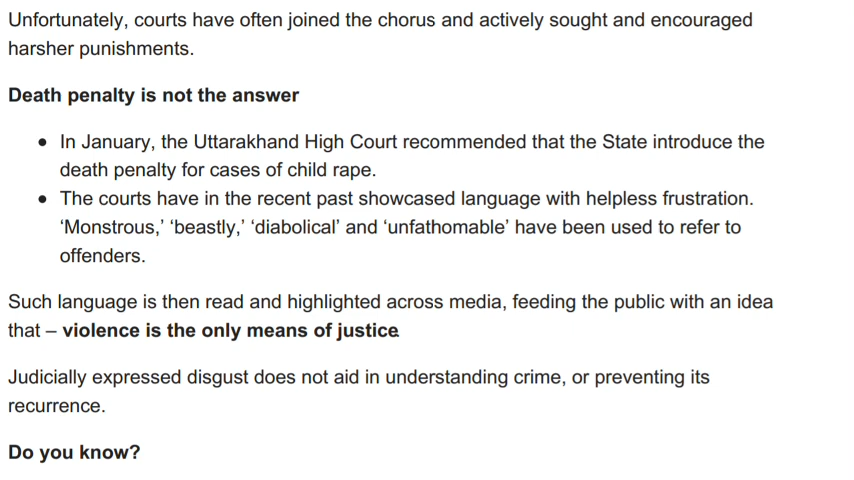 Unfortunately, courts have often joined the chorus and actively sought and encouraged
harsher punishments.
Death penalty is not the answer
• In January, the Uttarakhand High Court recommended that the State introduce the
death penalty for cases of child rape.
• The courts have in the recent past showcased language with helpless frustration.
‘Monstrous,’ ‘beastly,’ ‘diabolical’ and ‘unfathomable’ have been used to refer to
offenders.
Such language is then read and highlighted across media, feeding the public with an idea
that – violence is the only means of justice.
Judicially expressed disgust does not aid in understanding crime, or preventing its
recurrence.
Do you know?